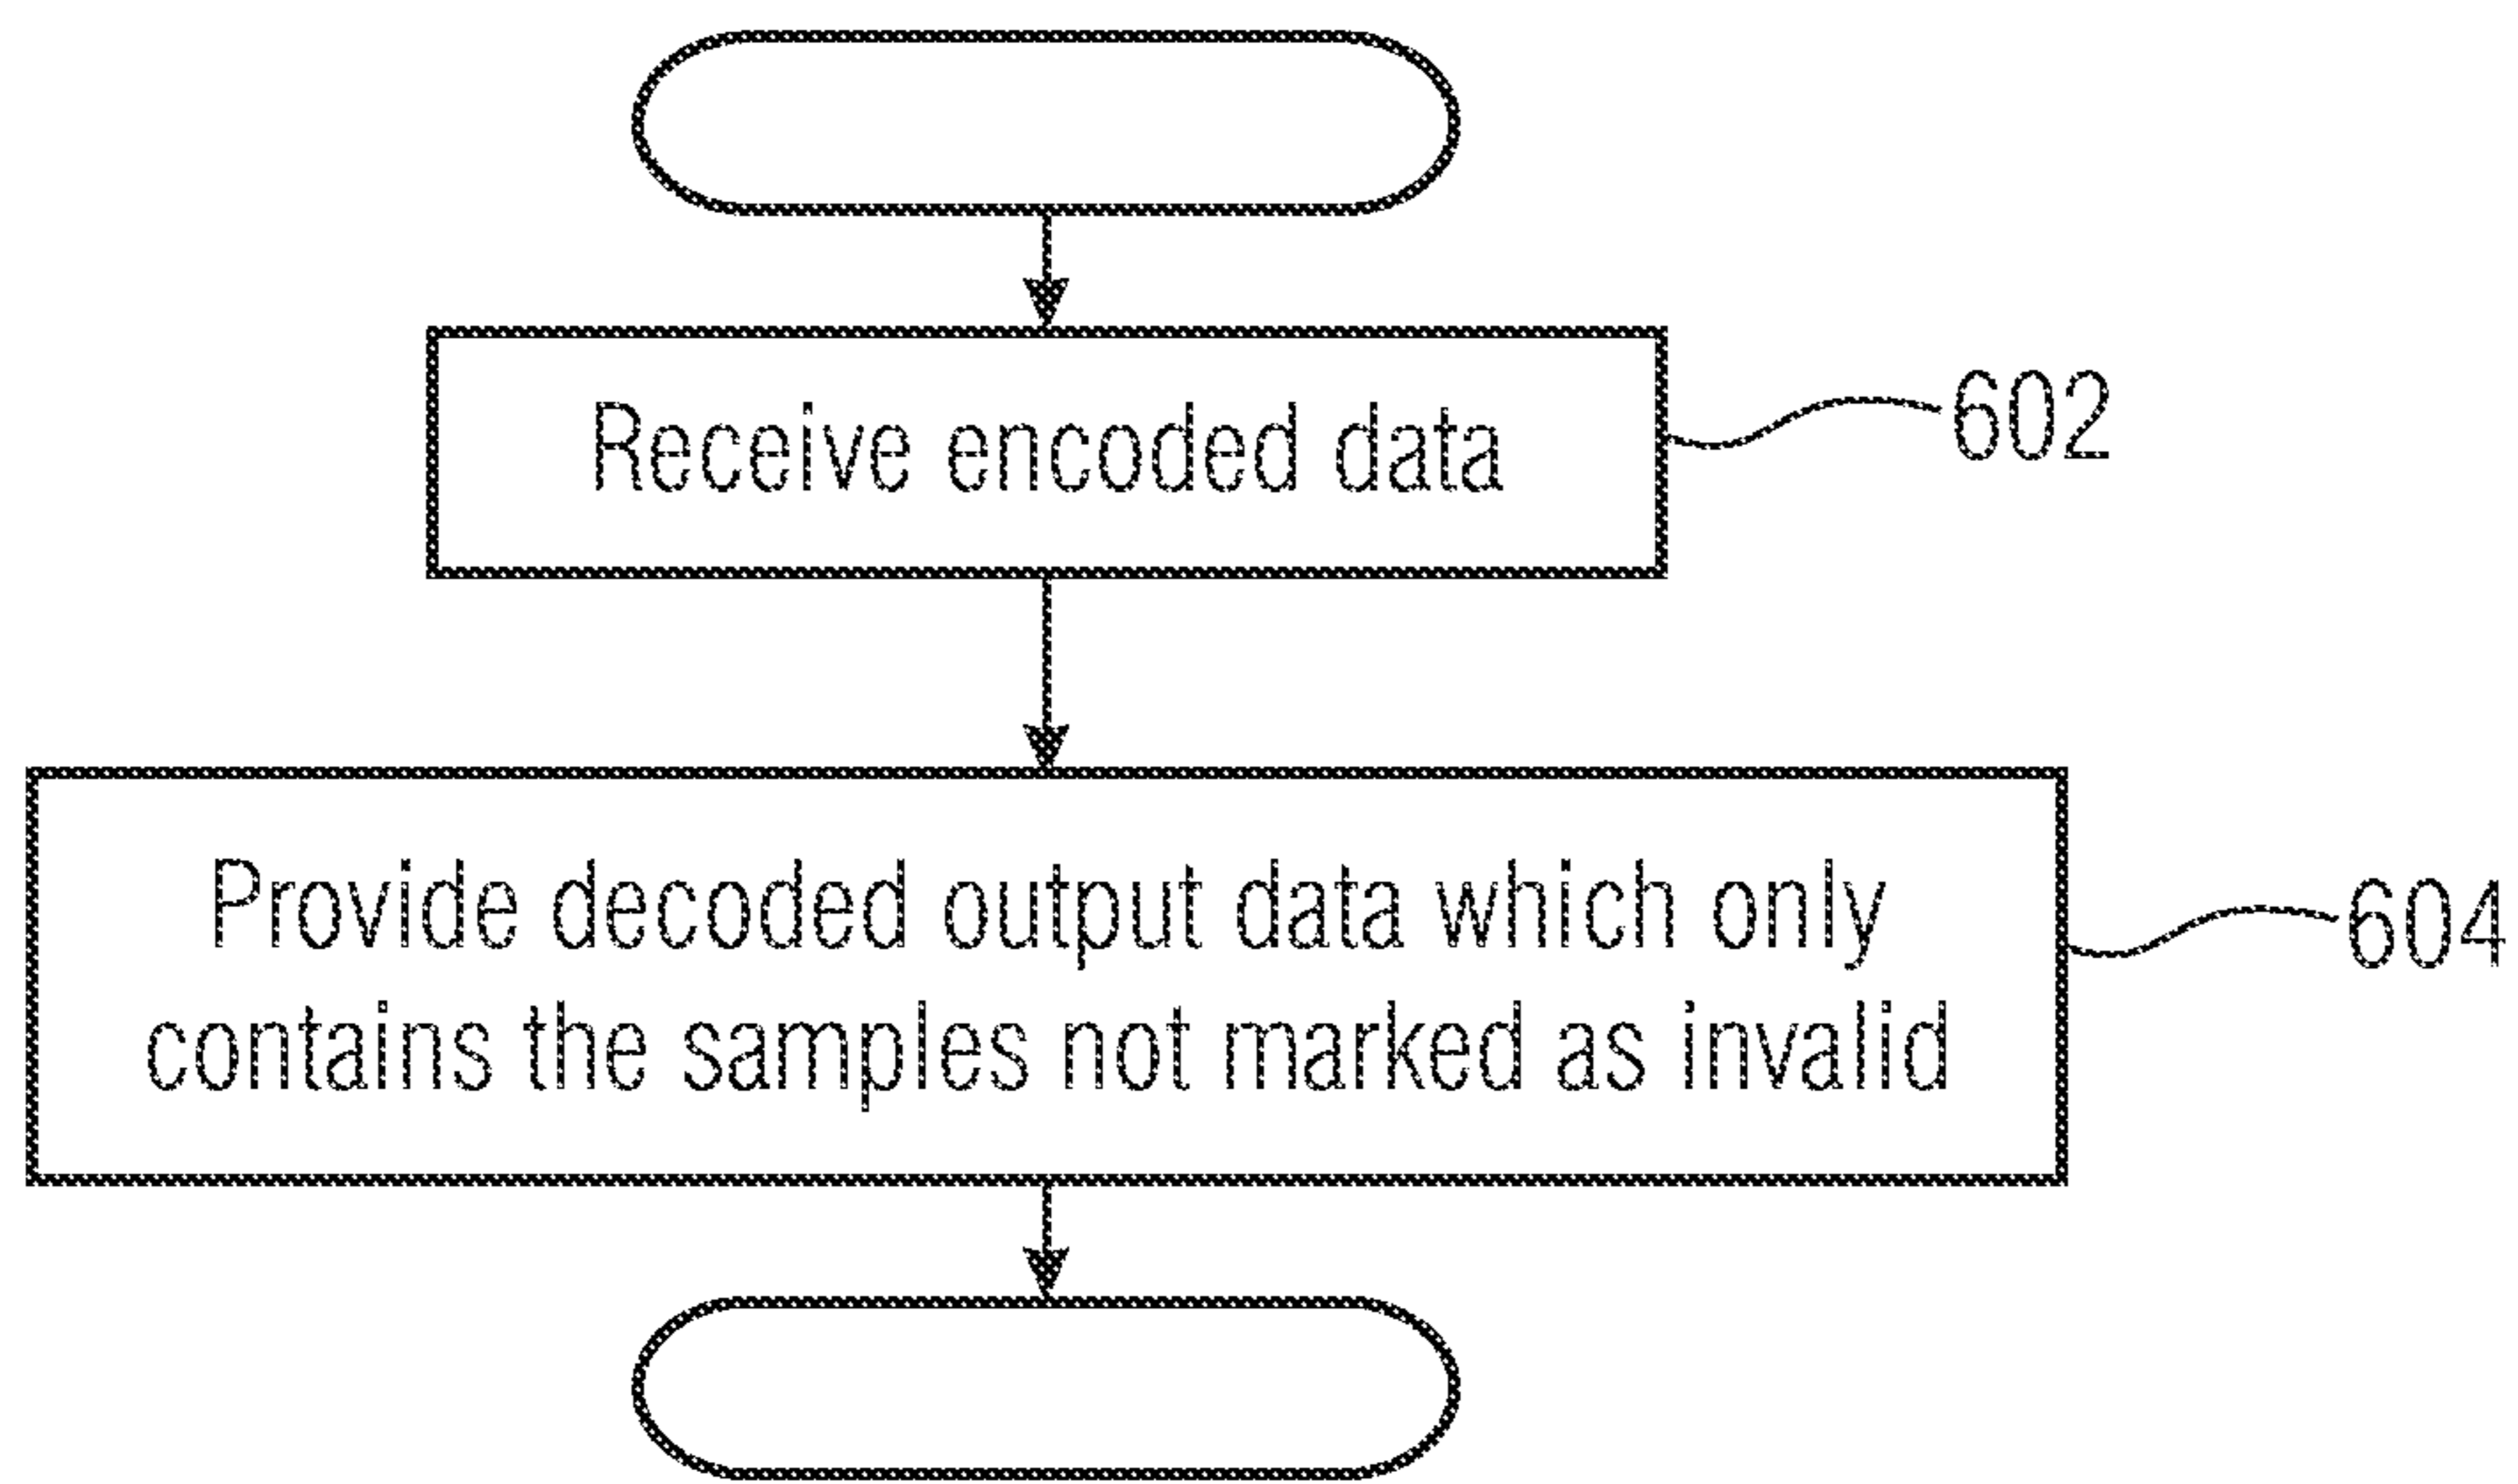 Receive encoded data
602
Provide decoded output data which only
contains the samples not marked as invalid
604